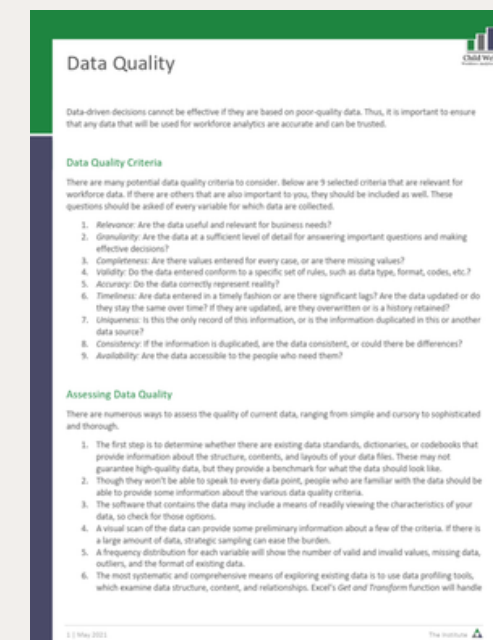 Child We
Data Quality
Data-driven decisions cannot be effective if they are based on poor-quality data. Thus, it is important to ensure
that any data that will be used for workforce analytics are accurate and can be trusted.
Data Quality Criteria
There are many potential data quality criteria to consider. Below are 9 selected criteria that are relevant for
workforce data. If there are others that are also important to you, they should be included as well. These
questions should be asked of every variable for which data are collected.
1. Relevance: Are the data useful and relevant for business needs?
2. Granularity: Are the data at a sufficient level of detail for answering important questions and making
effective decisions?
3. Completeness: Are there values entered for every case, or are there missing values?
4. Validity: Do the data entered conform to a specific set of rules, such as data type, format, codes, etc.?
5. Accuracy: Do the data correctly represent reality?
6. Timeliness: Are data entered in a timely fashion or are there significant lags? Are the data updated or do
they stay the same over time? If they are updated, are they overwritten or is a history retained?
7. Uniqueness: Is this the only record of this information, or is the information duplicated in this or another
data source?
8. Consistency: If the information is duplicated, are the data consistent, or could there be differences?
9. Availability: Are the data accessible to the people who need them?
Assessing Data Quality
There are numerous ways to assess the quality of current data, ranging from simple and cursory to sophisticated
and thorough.
1. The first step is to determine whether there are existing data standards, dictionaries, or codebooks that
provide information about the structure, contents, and layouts of your data files. These may not
guarantee high-quality data, but they provide a benchmark for what the data should look like.
2. Though they won't be able to speak to every data point, people who are familiar with the data should be
able to provide some information about the various data quality criteria.
3. The software that contains the data may include a means of readily viewing the characteristics of your
data, so check for those options.
4. A visual scan of the data can provide some preliminary information about a few of the criteria. If there is
a large amount of data, strategic sampling can ease the burden.
5. A frequency distribution for each variable will show the number of valid and invalid values, missing data,
outliers, and the format of existing data.
6. The most systematic and comprehensive means of exploring existing data is to use data profiling tools,
which examine data structure, content, and relationships. Excel's Get and Transform function will handle
1 | May 2021
The Institute